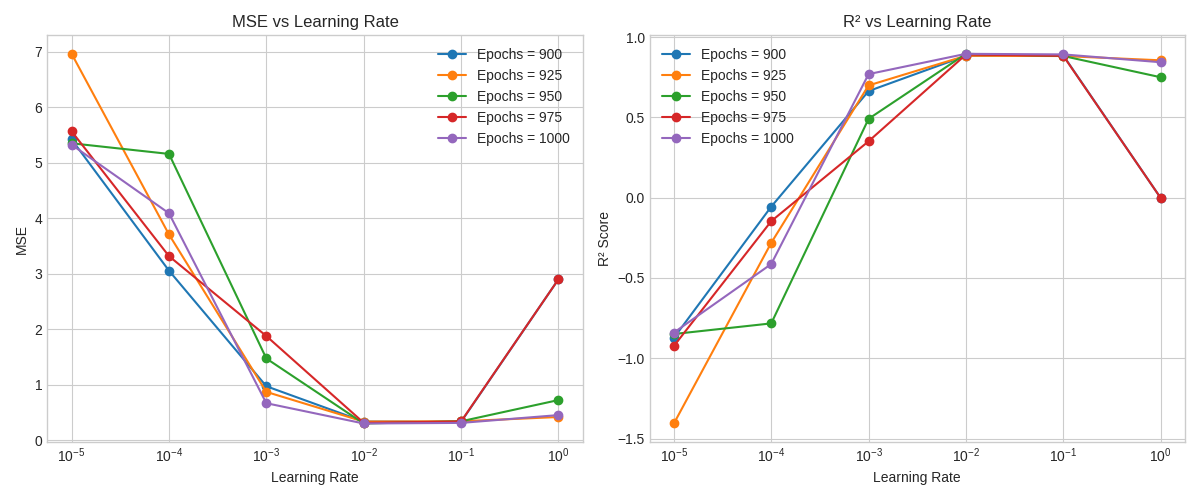 MSE vs Learning Rate
7
6
5
4
3
2
1
0
MSE
10⁻⁵
10⁻⁴
10⁻³
10⁻²
10⁻¹
10⁰
Learning Rate
Epochs = 900
Epochs = 925
Epochs = 950
Epochs = 975
Epochs = 1000
R² vs Learning Rate
1.0
0.5
0.0
−0.5
−1.0
−1.5
R² Score
10⁻⁵
10⁻⁴
10⁻³
10⁻²
10⁻¹
10⁰
Learning Rate
Epochs = 900
Epochs = 925
Epochs = 950
Epochs = 975
Epochs = 1000